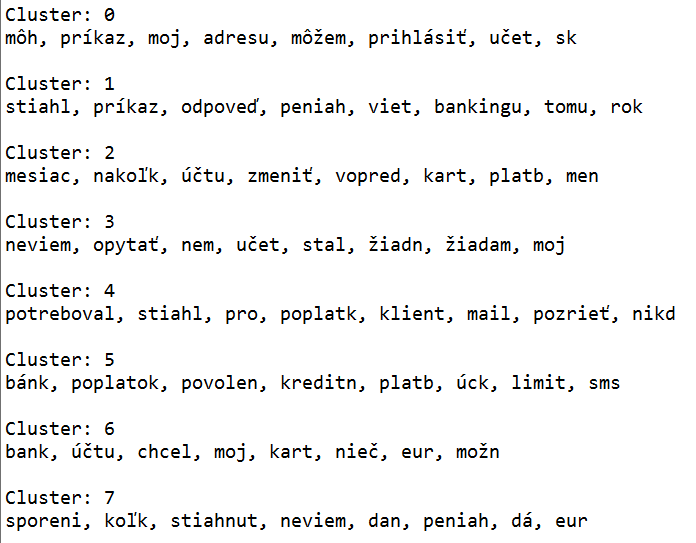 Cluster: 0
môh, príkaz, moj, adresu, môžem, prihlásiť, učet, sk
Cluster: 1
stiahl, príkaz, odpoveď, peniah, viet, bankingu, tomu, rok
Cluster: 2
mesiac, nakoľk, účtu, zmeniť, vopred, kart, platb, men
Cluster: 3
neviem, opytať, nem, učet, stal, žiadn, žiadam, moj
Cluster: 4
potreboval, stiahl, pro, poplatk, klient, mail, pozrieť, nikd
Cluster: 5
bánk, poplatok, povolen, kreditn, platb, úck, limit, sms
Cluster: 6
bank, účtu, chcel, moj, kart, nieč, eur, možn
Cluster: 7
sporeni, koľk, stiahnut, neviem, dan, peniah, dá, eur